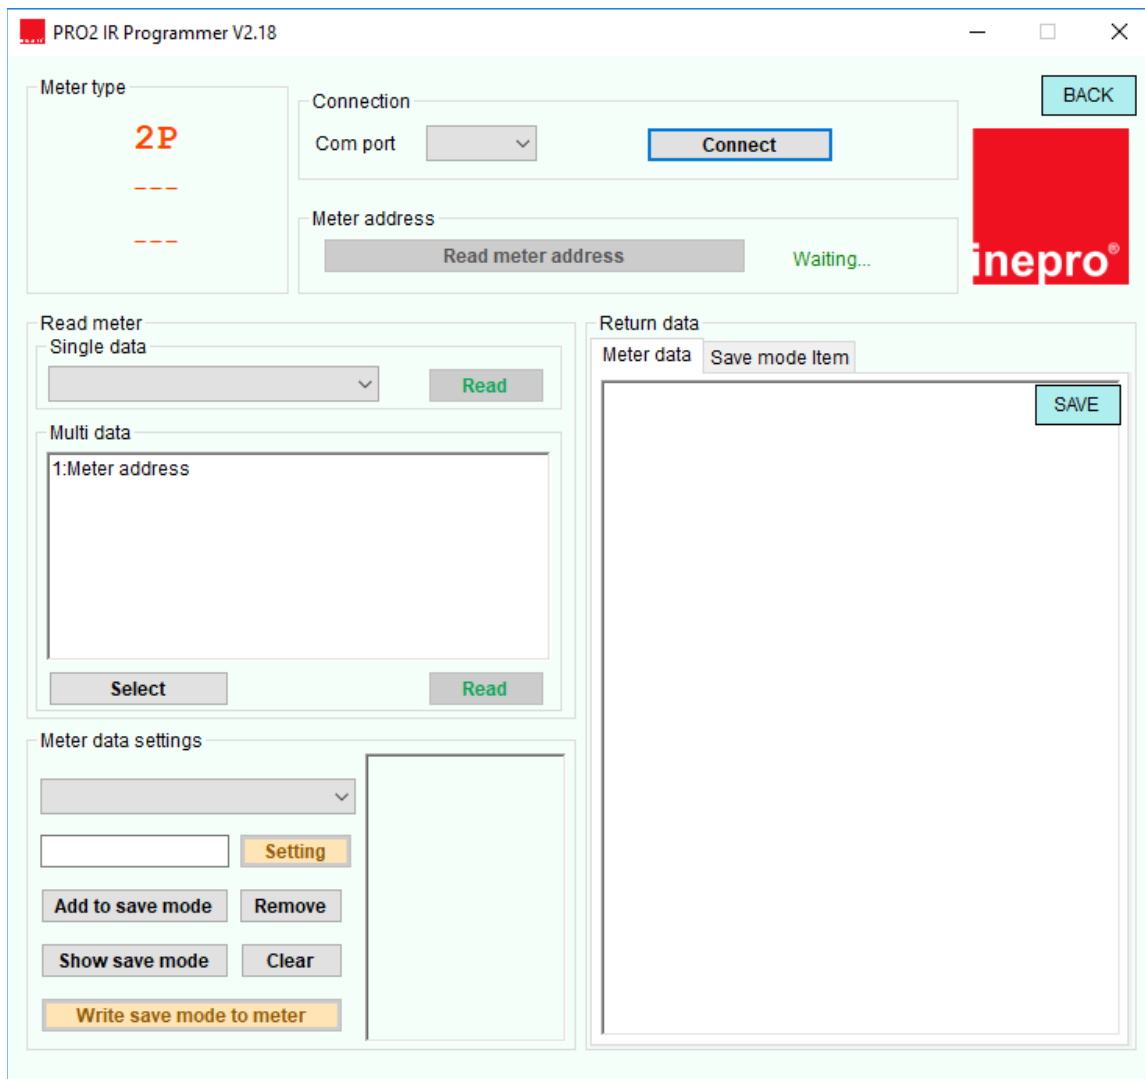 PRO2 IR Programmer V2.18
BACK
Meter type
2P
---
---
Connection
Com port
Connect
Meter address
Read meter address
Waiting...
inepro®
Read meter
Single data
Read
Multi data
1:Meter address
Select
Read
Return data
Meter data
Save mode Item
SAVE
Meter data settings
Setting
Add to save mode
Remove
Show save mode
Clear
Write save mode to meter